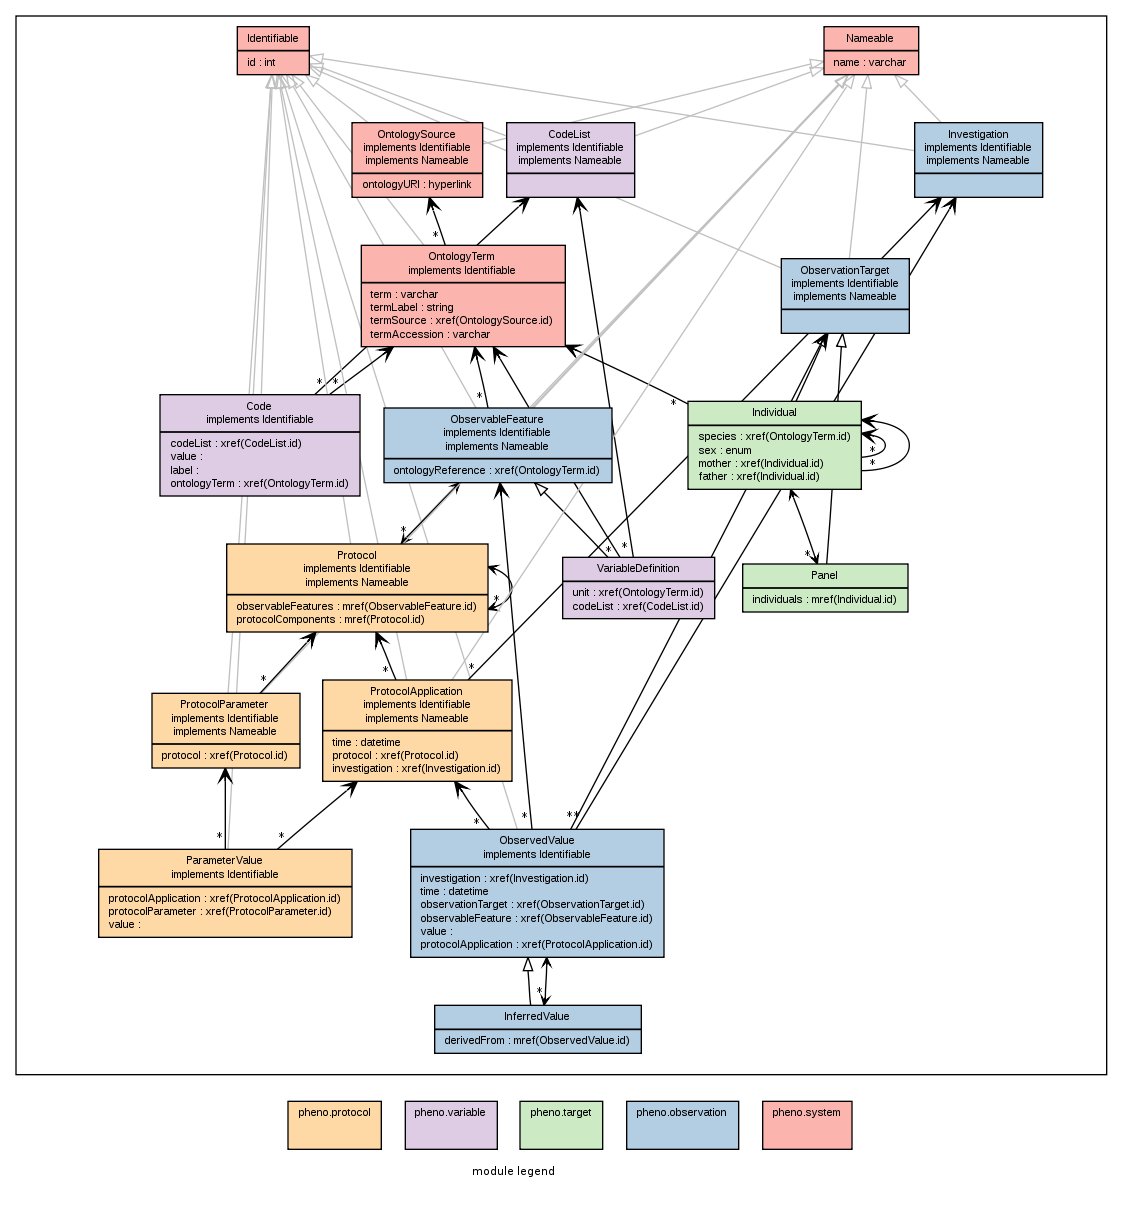 Identifiable
id : int
Nameable
name : varchar
OntologySource
implements Identifiable
implements Nameable
ontologyURI : hyperlink
CodeList
implements Identifiable
implements Nameable
Investigation
implements Identifiable
implements Nameable
*
OntologyTerm
implements Identifiable
term : varchar
termLabel : string
termSource : xref(OntologySource.id)
termAccession : varchar
ObservationTarget
implements Identifiable
implements Nameable
* *
*
*
Code
implements Identifiable
codeList : xref(CodeList.id)
value :
label :
ontologyTerm : xref(OntologyTerm.id)
ObservableFeature
implements Identifiable
implements Nameable
ontologyReference : xref(OntologyTerm.id)
Individual
species : xref(OntologyTerm.id)
sex : enum
mother : xref(Individual.id)
father : xref(Individual.id)
*
*
*
* *
*
Protocol
implements Identifiable
implements Nameable
observableFeatures : mref(ObservableFeature.id)
protocolComponents : mref(Protocol.id)
*
VariableDefinition
unit : xref(OntologyTerm.id)
codeList : xref(CodeList.id)
Panel
individuals : mref(Individual.id)
*
*
*
ProtocolParameter
implements Identifiable
implements Nameable
protocol : xref(Protocol.id)
ProtocolApplication
implements Identifiable
implements Nameable
time : datetime
protocol : xref(Protocol.id)
investigation : xref(Investigation.id)
*
*
*
*
**
ParameterValue
implements Identifiable
protocolApplication : xref(ProtocolApplication.id)
protocolParameter : xref(ProtocolParameter.id)
value :
ObservedValue
implements Identifiable
investigation : xref(Investigation.id)
time : datetime
observationTarget : xref(ObservationTarget.id)
observableFeature : xref(ObservableFeature.id)
value :
protocolApplication : xref(ProtocolApplication.id)
*
InferredValue
derivedFrom : mref(ObservedValue.id)
pheno.protocol
pheno.variable
pheno.target
pheno.observation
pheno.system
module legend